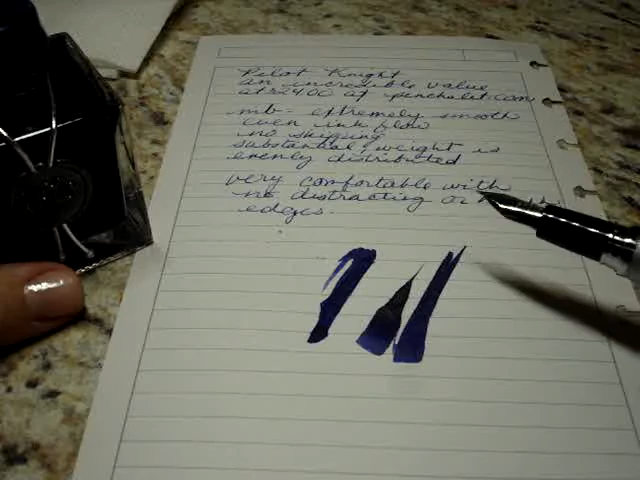 Pilot Knight
an incredible value
at $24.00 at penchalet.com
mb - extremely smooth
even ink flow
no skipping
substantial, weight is
evenly distributed
very comfortable with
no distracting
edges.